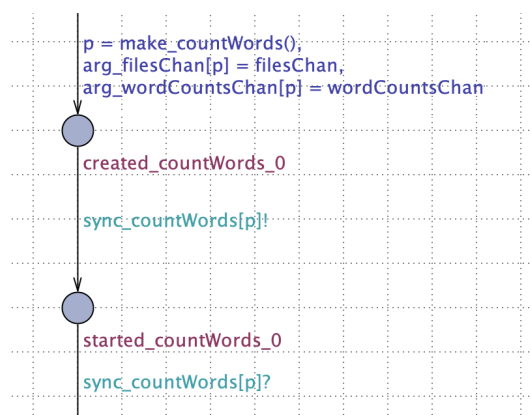 p = make_countWords(),
arg_filesChan[p] = filesChan,
arg_wordCountsChan[p] = wordCountsChan
created_countWords_0
sync_countWords[p]!
started_countWords_0
sync_countWords[p]?